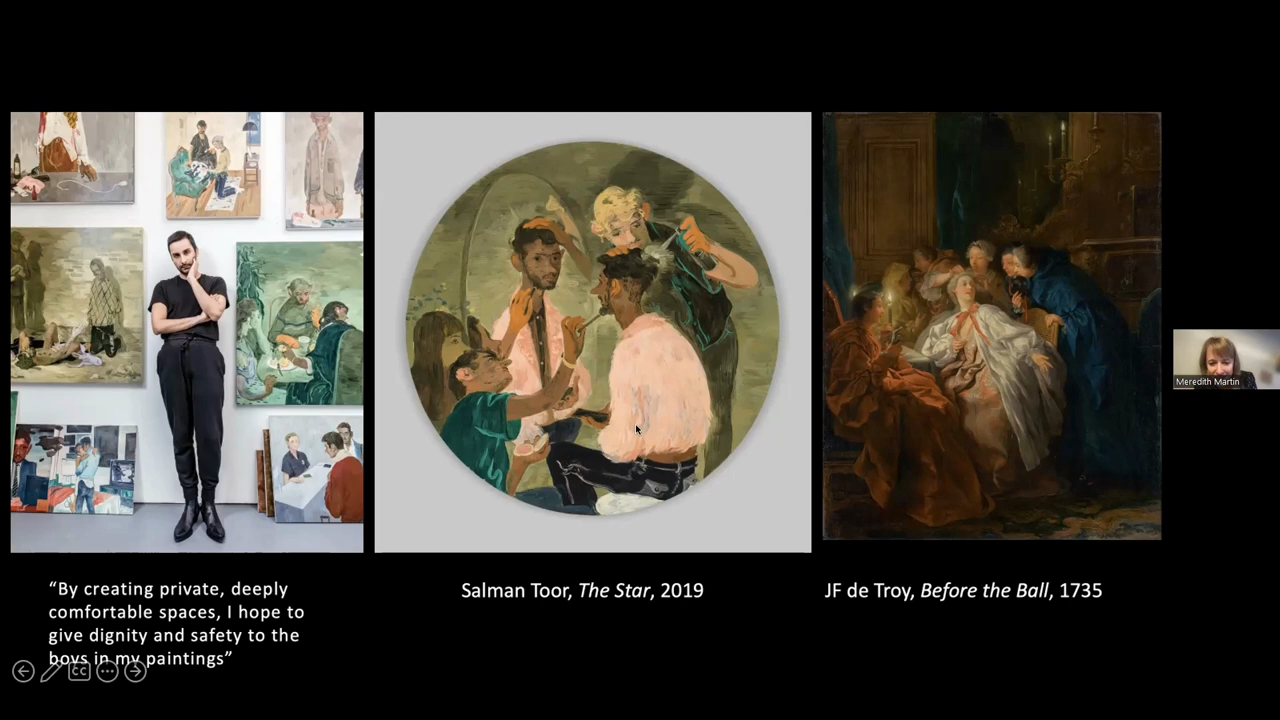 “By creating private, deeply
comfortable spaces, I hope to
give dignity and safety to the
boys in my paintings”
Salman Toor, The Star, 2019
JF de Troy, Before the Ball, 1735
Meredith Martin
CC